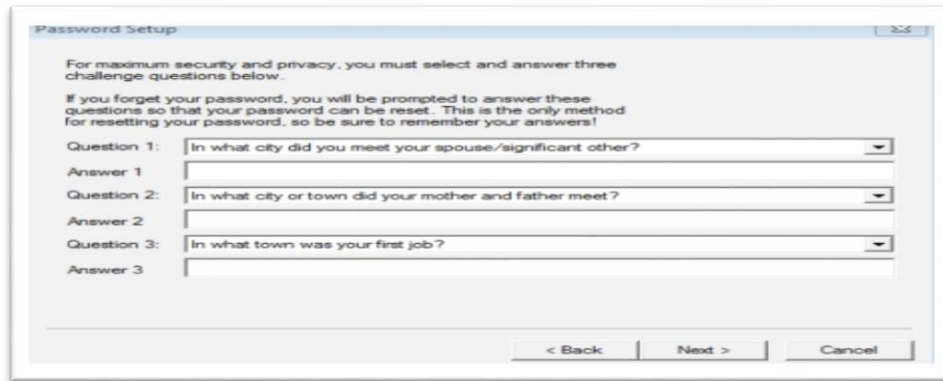 Password Setup
For maximum security and privacy, you must select and answer three
challenge questions below.
If you forget your password, you will be prompted to answer these
questions so that your password can be reset. This is the only method
for resetting your password, so be sure to remember your answers!
Question 1: In what city did you meet your spouse/significant other?
Answer 1
Question 2: In what city or town did your mother and father meet?
Answer 2
Question 3: In what town was your first job?
Answer 3
< Back Next > Cancel